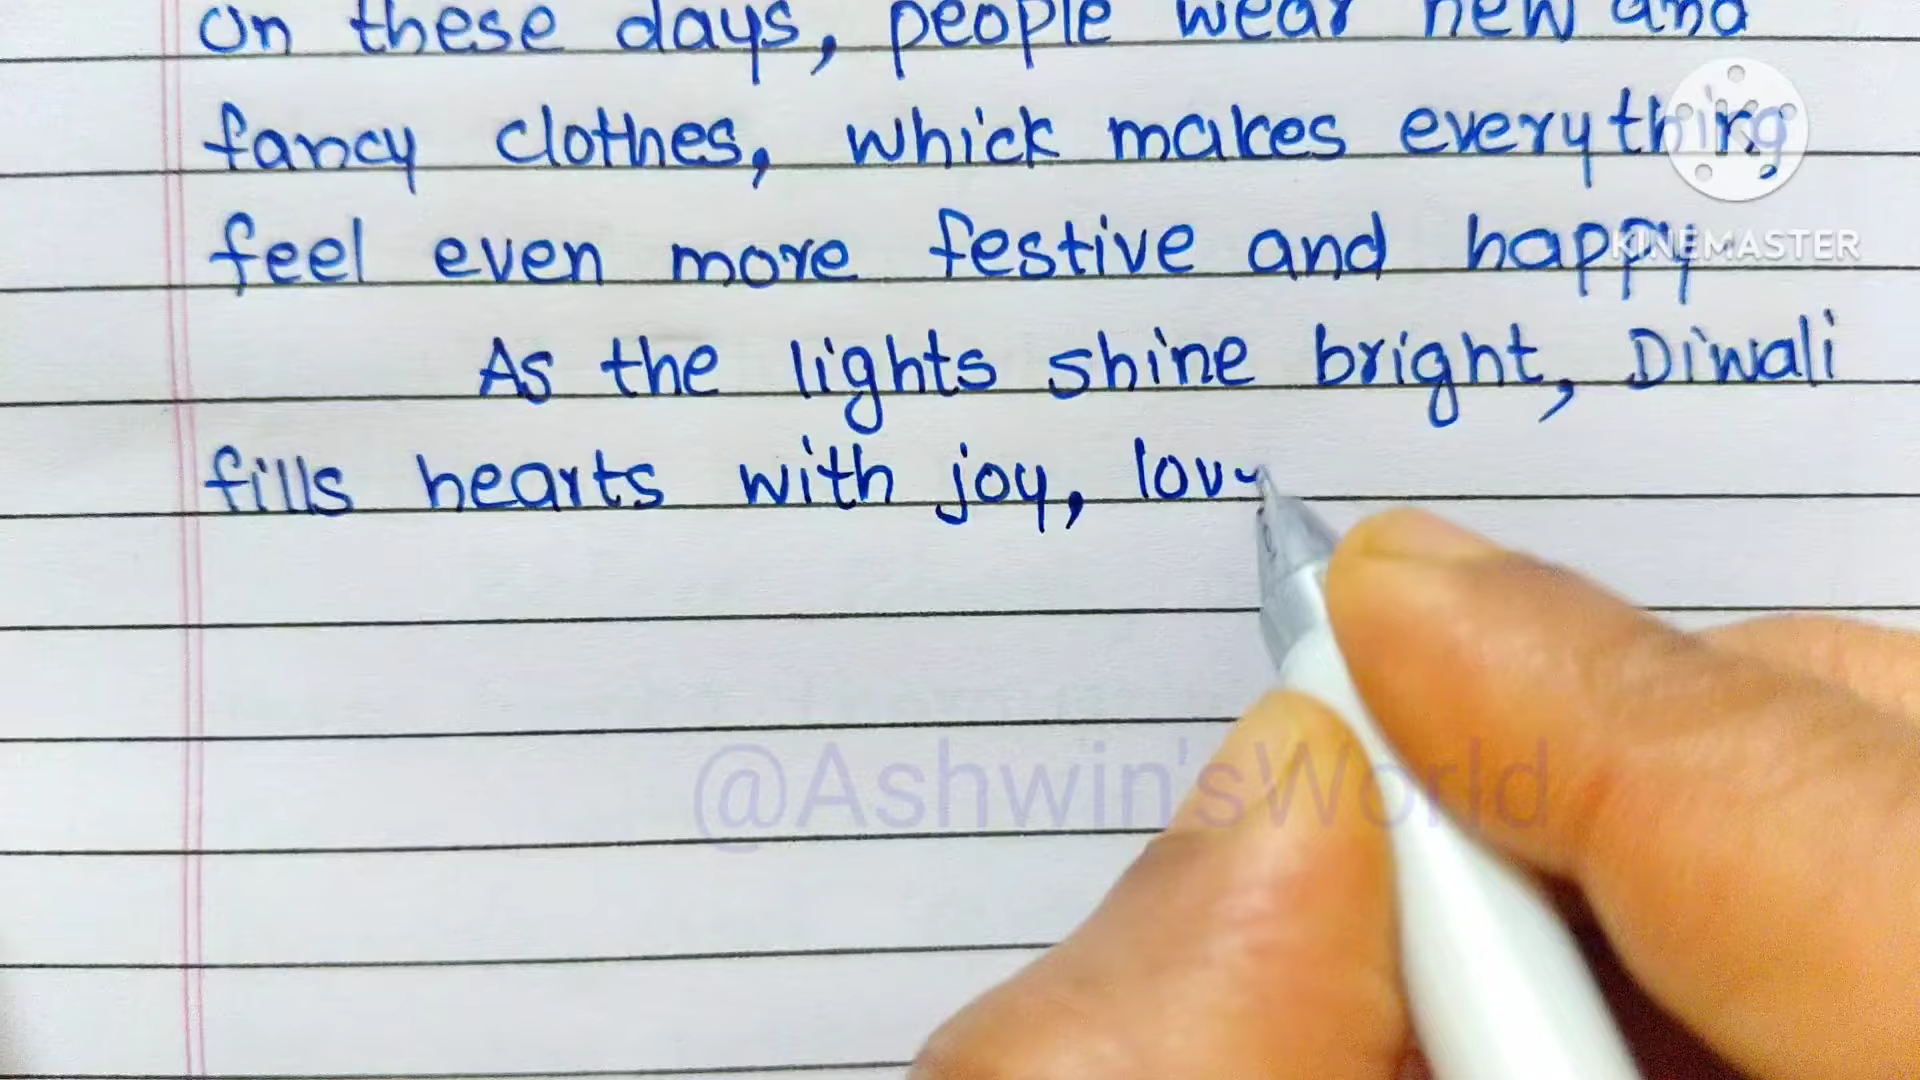 On these days, people wear new and
fancy clothes, whick makes everything
feel even more festive and happy
KINEMASTER
As the lights shine bright, Diwali
fills hearts with joy, lov
@Ashwin'sWorld